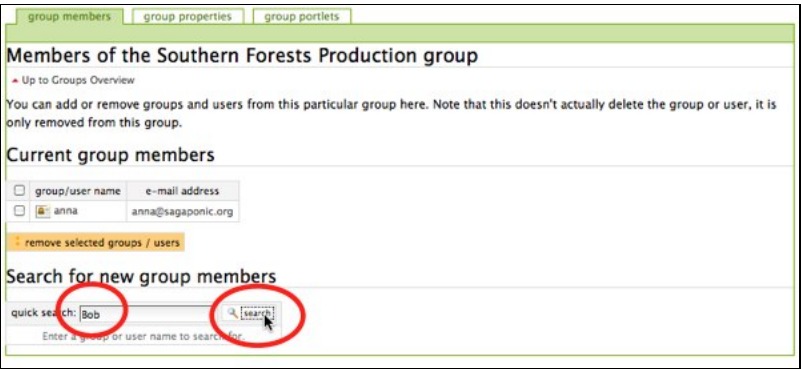 group members group properties group portlets
Members of the Southern Forests Production group
Up to Groups Overview
You can add or remove groups and users from this particular group here. Note that this doesn't actually delete the group or user, it is
only removed from this group.
Current group members
group/user name e-mail address
anna anna@sagaponic.org
remove selected groups / users
Search for new group members
quick search: Bob search
Enter a group or user name to search for.